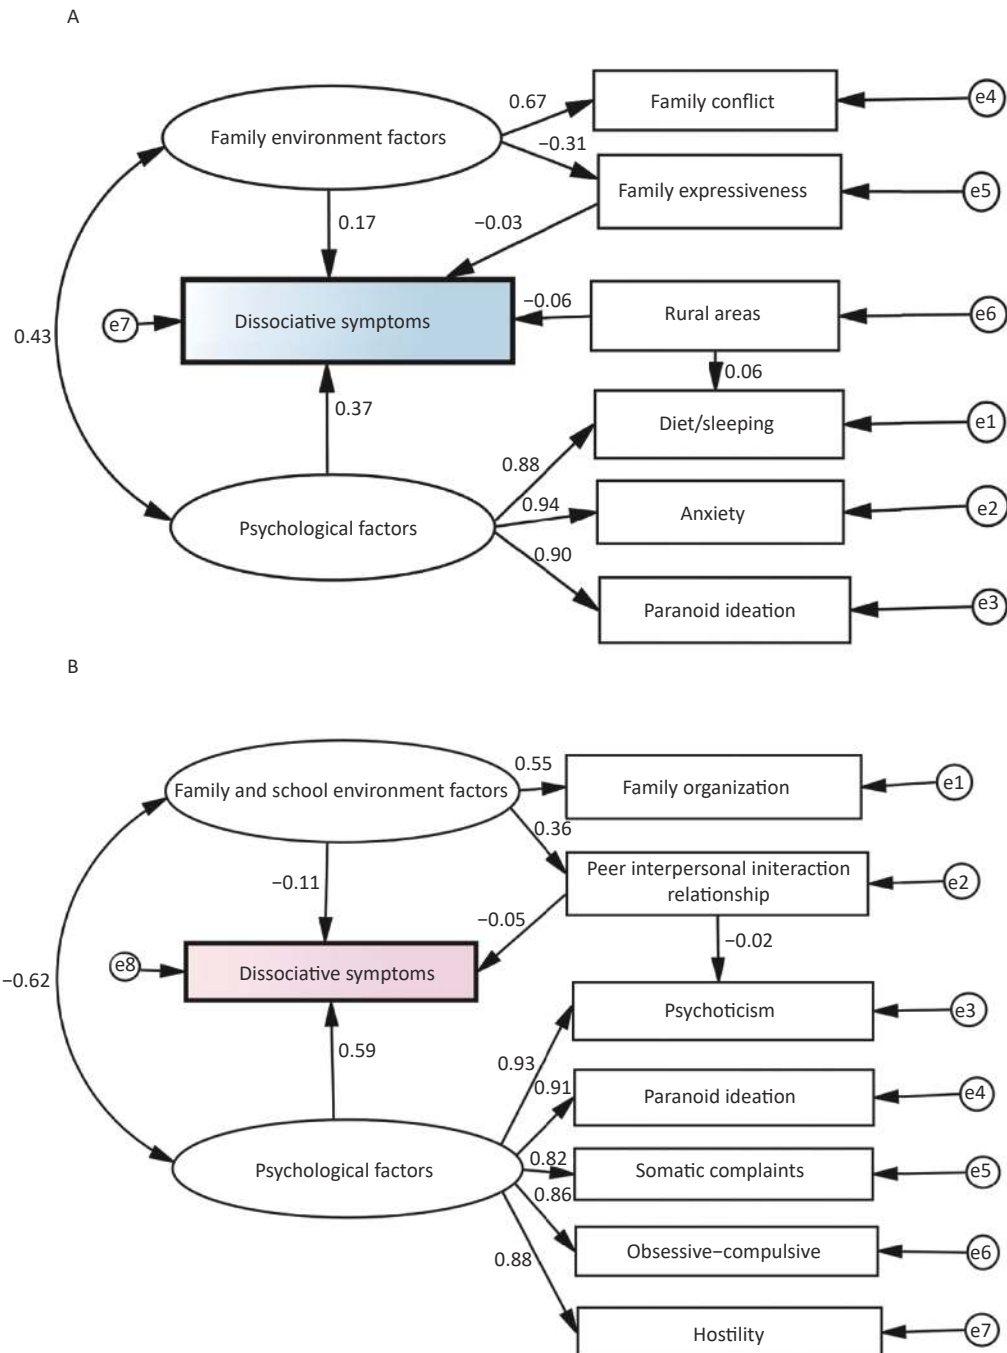 A
0.67
Family conflict
e4
Family environment factors
−0.31
Family expressiveness
e5
0.17
−0.03
−0.06
Rural areas
e6
e7
Dissociative symptoms
0.43
0.06
0.37
Diet/sleeping
e1
0.88
0.94
Anxiety
e2
Psychological factors
0.90
Paranoid ideation
e3
B
0.55
Family and school environment factors
Family organization
e1
0.36
Peer interpersonal initeraction
relationship
e2
−0.11
−0.05
−0.02
e8
Dissociative symptoms
−0.62
Psychoticism
e3
0.59
0.93
0.91
Paranoid ideation
e4
Psychological factors
0.82
Somatic complaints
e5
0.86
Obsessive−compulsive
e6
0.88
Hostility
e7